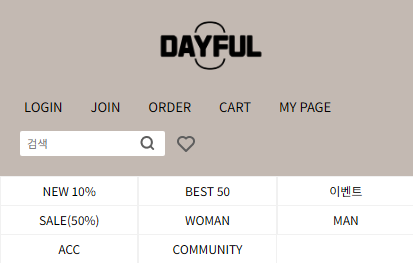 DAYFUL
LOGIN JOIN ORDER CART MY PAGE
검색
NEW 10% BEST 50 이벤트
SALE(50%) WOMAN MAN
ACC COMMUNITY